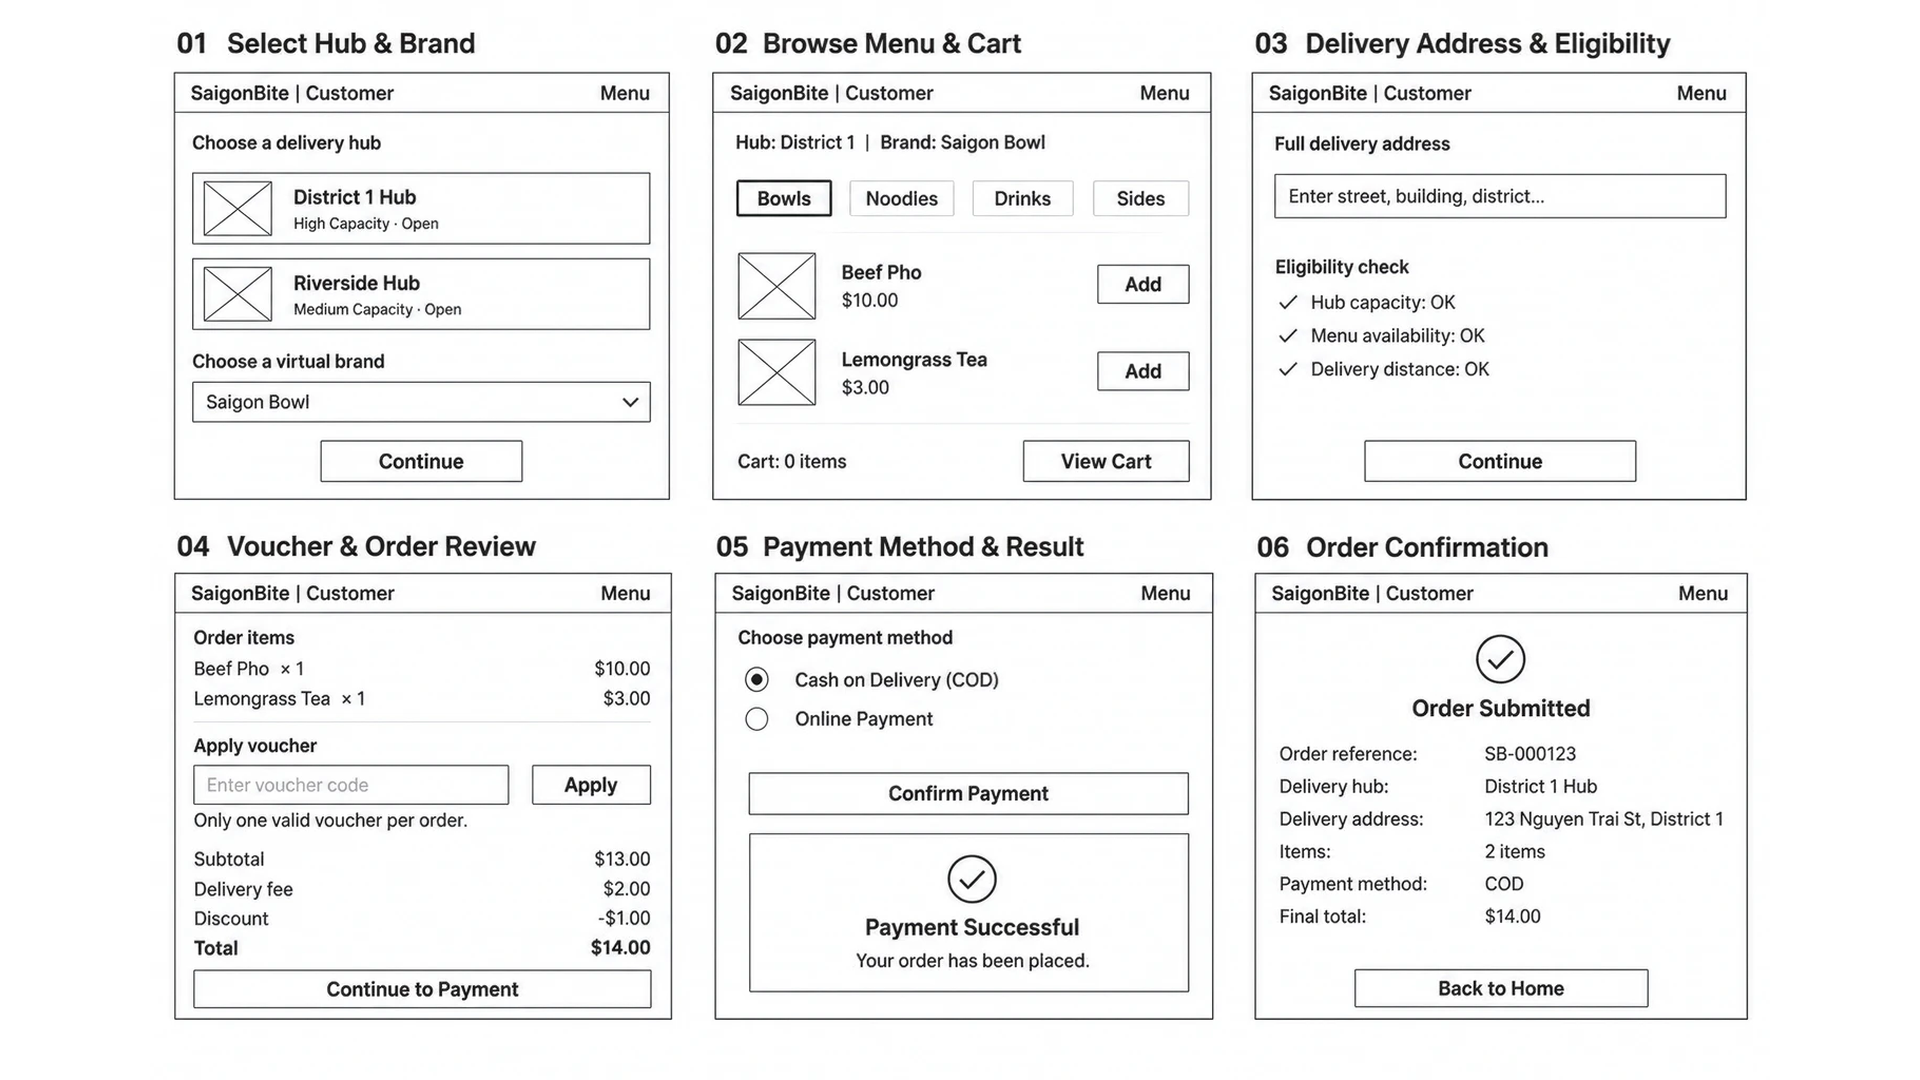 01 Select Hub & Brand
SaigonBite | Customer Menu
Choose a delivery hub
District 1 Hub
High Capacity · Open
Riverside Hub
Medium Capacity · Open
Choose a virtual brand
Saigon Bowl
Continue
02 Browse Menu & Cart
SaigonBite | Customer Menu
Hub: District 1 | Brand: Saigon Bowl
Bowls Noodles Drinks Sides
Beef Pho
$10.00
Add
Lemongrass Tea
$3.00
Add
Cart: 0 items View Cart
03 Delivery Address & Eligibility
SaigonBite | Customer Menu
Full delivery address
Enter street, building, district...
Eligibility check
Hub capacity: OK
Menu availability: OK
Delivery distance: OK
Continue
04 Voucher & Order Review
SaigonBite | Customer Menu
Order items
Beef Pho × 1 $10.00
Lemongrass Tea × 1 $3.00
Apply voucher
Enter voucher code Apply
Only one valid voucher per order.
Subtotal $13.00
Delivery fee $2.00
Discount -$1.00
Total $14.00
Continue to Payment
05 Payment Method & Result
SaigonBite | Customer Menu
Choose payment method
Cash on Delivery (COD)
Online Payment
Confirm Payment
Payment Successful
Your order has been placed.
06 Order Confirmation
SaigonBite | Customer Menu
Order Submitted
Order reference: SB-000123
Delivery hub: District 1 Hub
Delivery address: 123 Nguyen Trai St, District 1
Items: 2 items
Payment method: COD
Final total: $14.00
Back to Home